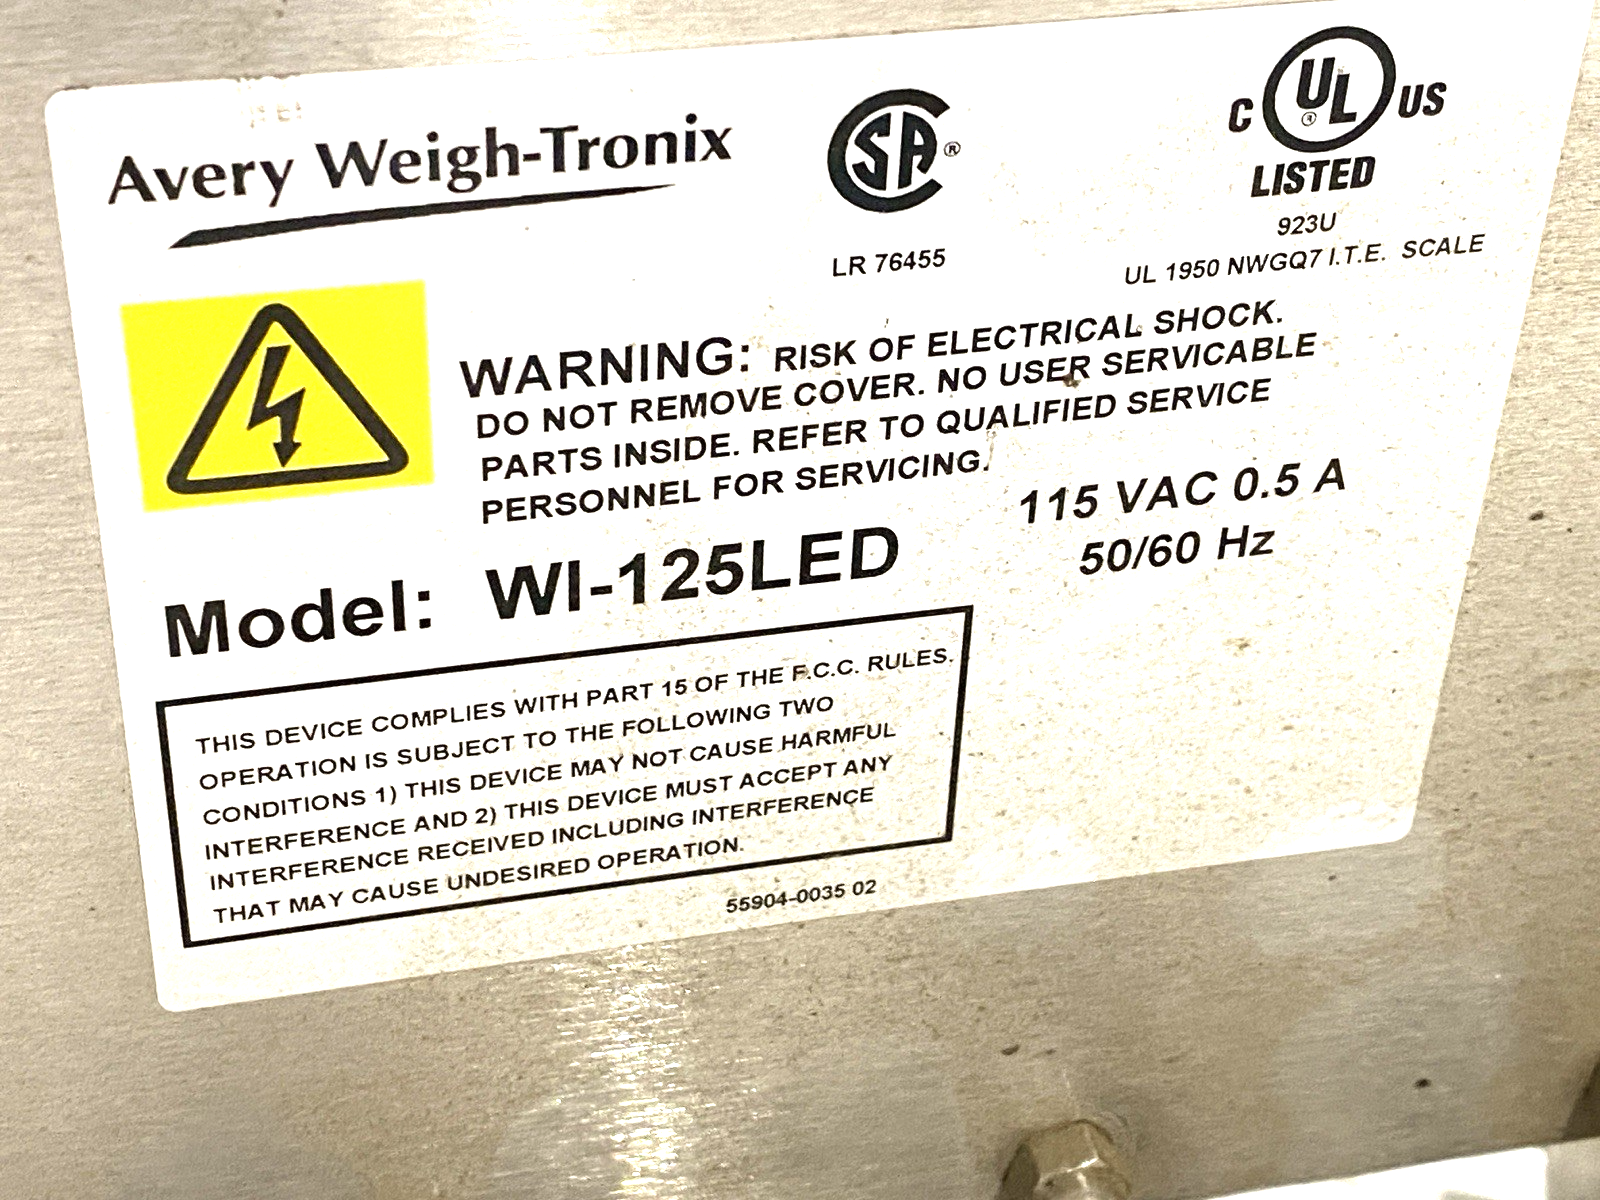 Avery Weigh-Tronix
SA ®
LR 76455
C UL ® US
LISTED
923U
UL 1950 NWGQ7 I.T.E. SCALE
WARNING: RISK OF ELECTRICAL SHOCK.
DO NOT REMOVE COVER. NO USER SERVICABLE
PARTS INSIDE. REFER TO QUALIFIED SERVICE
PERSONNEL FOR SERVICING.
115 VAC 0.5 A
50/60 Hz
Model: WI-125LED
THIS DEVICE COMPLIES WITH PART 15 OF THE F.C.C. RULES.
OPERATION IS SUBJECT TO THE FOLLOWING TWO
CONDITIONS 1) THIS DEVICE MAY NOT CAUSE HARMFUL
INTERFERENCE AND 2) THIS DEVICE MUST ACCEPT ANY
INTERFERENCE RECEIVED INCLUDING INTERFERENCE
THAT MAY CAUSE UNDESIRED OPERATION.
55904-0035 02